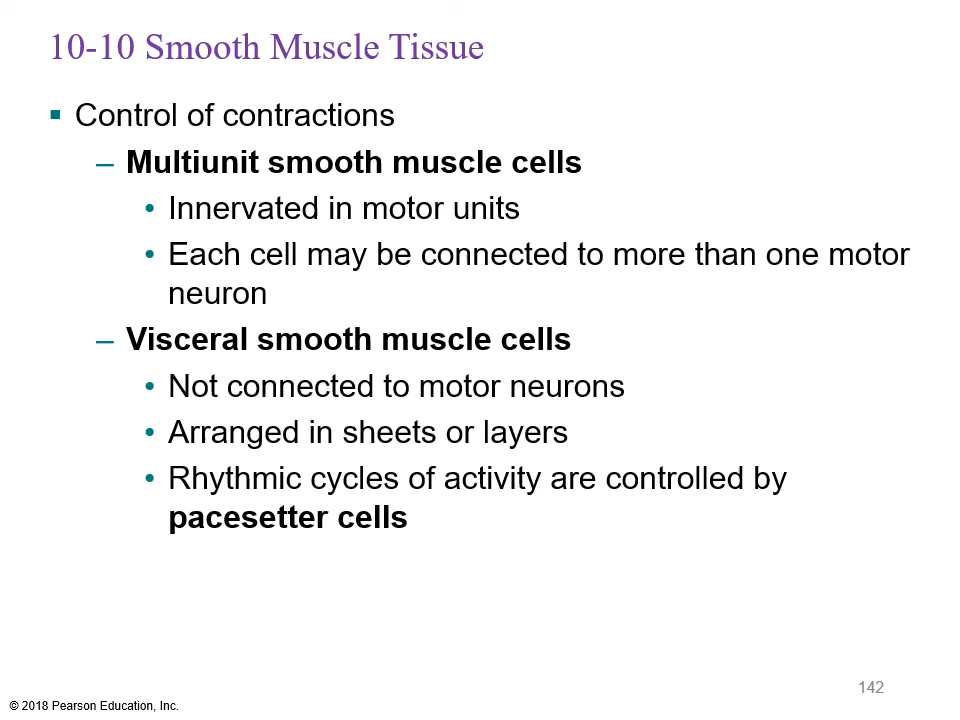 10-10 Smooth Muscle Tissue
▪ Control of contractions
– Multiunit smooth muscle cells
• Innervated in motor units
• Each cell may be connected to more than one motor
neuron
– Visceral smooth muscle cells
• Not connected to motor neurons
• Arranged in sheets or layers
• Rhythmic cycles of activity are controlled by
pacesetter cells
142
© 2018 Pearson Education, Inc.